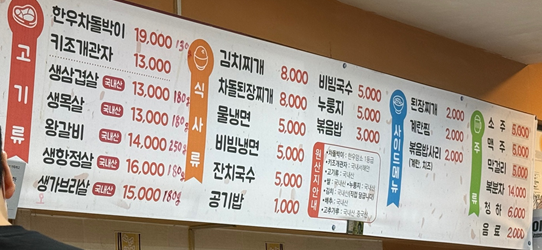 고기류
한우차돌박이 19,000
키조개관자 13,000
생삼겹살 국내산 13,000 180g
생목살 국내산 13,000 180g
왕갈비 국내산 14,000 250g
생항정살 국내산 16,000 180g
생가브리살 국내산 15,000 180g
식사류
김치찌개 8,000
차돌된장찌개 8,000
물냉면 5,000
비빔냉면 5,000
잔치국수 5,000
공기밥 1,000
비빔국수 5,000
누룽지 5,000
볶음밥 3,000
원산지안내
사이드메뉴
된장찌개 2,000
계란찜 2,000
볶음밥사리 2,000
주류
소주 5,000
맥주 5,000
막걸리 5,000
복분자 14,000
청하 6,000
음료 2,000